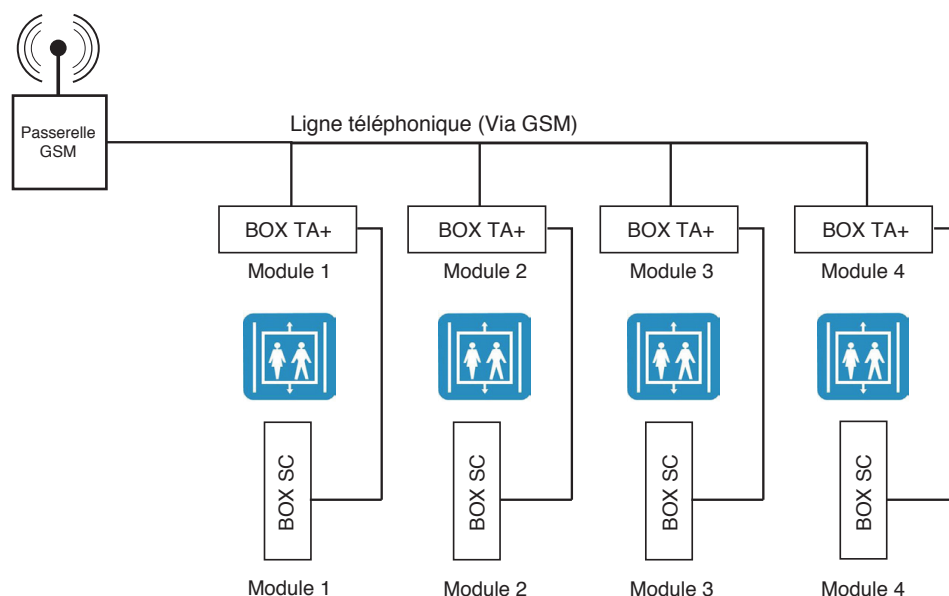 Ligne téléphonique (Via GSM)
Passerelle
GSM
BOX TA+
BOX TA+
BOX TA+
BOX TA+
Module 1
Module 2
Module 3
Module 4
BOX SC
BOX SC
BOX SC
BOX SC
Module 1
Module 2
Module 3
Module 4